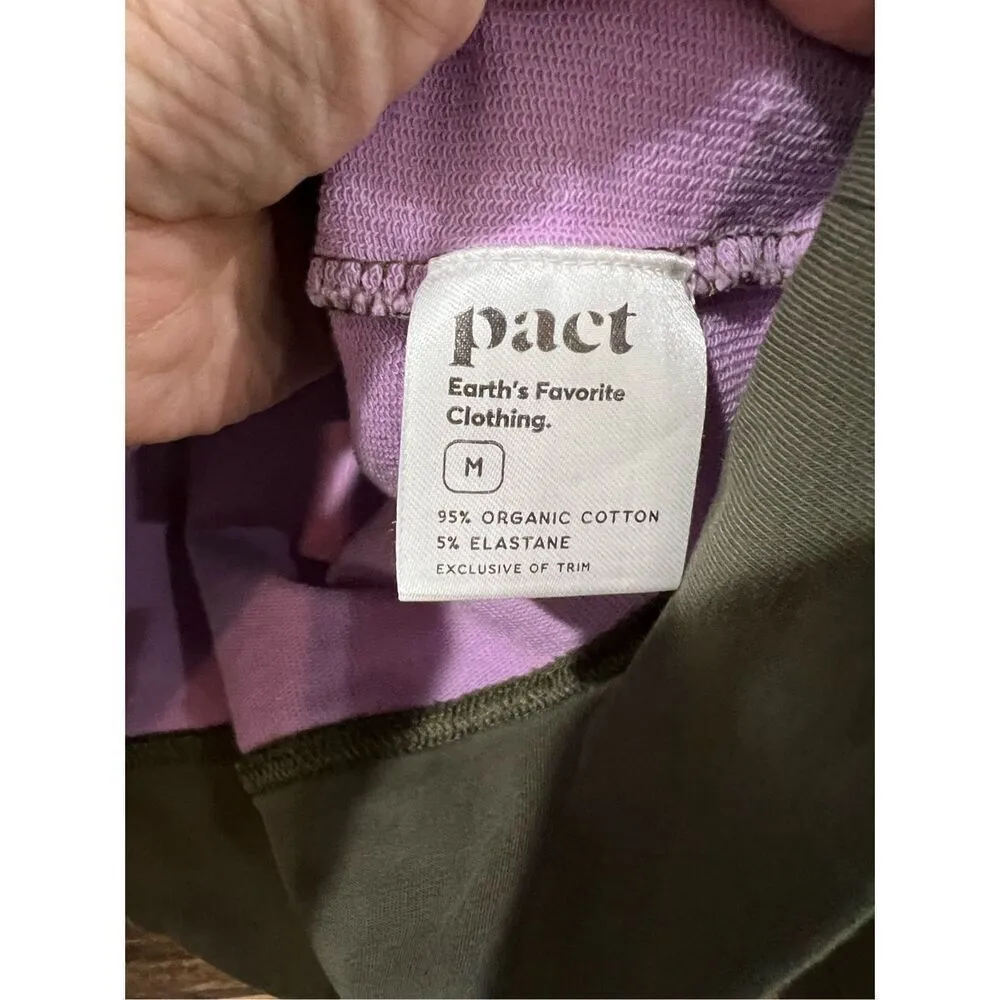 pact
Earth's Favorite
Clothing.
M
95% ORGANIC COTTON
5% ELASTANE
EXCLUSIVE OF TRIM